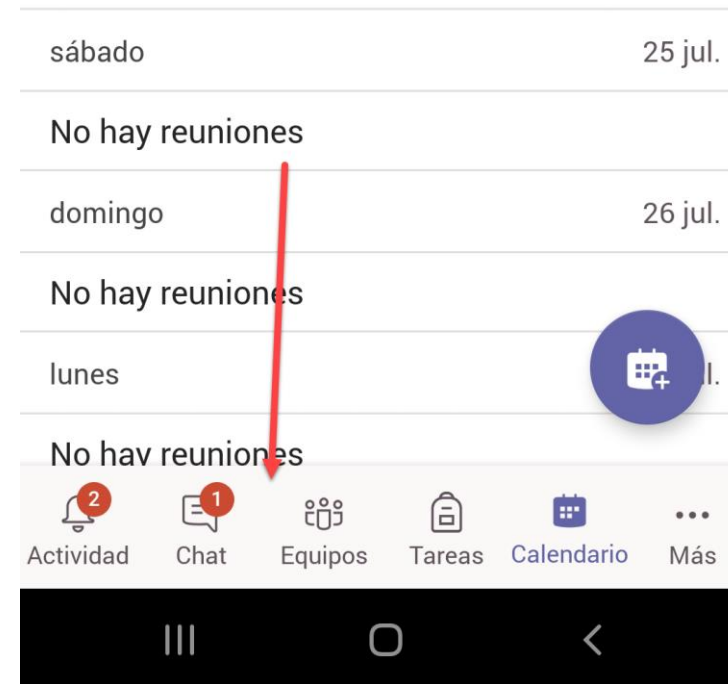 sábado 25 jul.
No hay reuniones
domingo 26 jul.
No hay reuniones
lunes l.
No hay reuniones
2 1
Actividad Chat Equipos Tareas Calendario Más